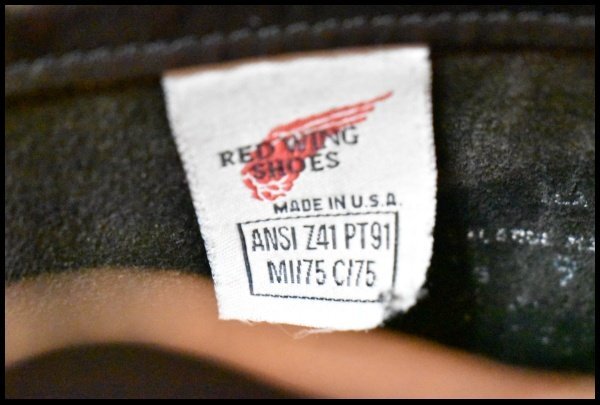 RED WING
SHOES
MADE IN U.S.A.
ANSI Z41 PT91
MI/75 C/75